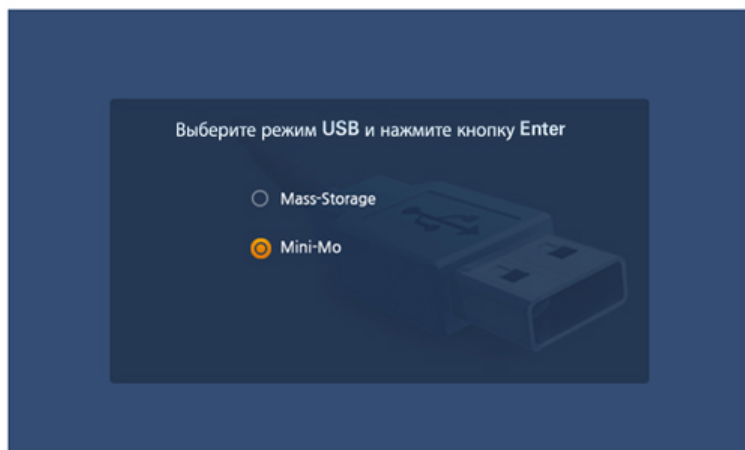 Выберите режим USB и нажмите кнопку Enter
Mass-Storage
Mini-Mo